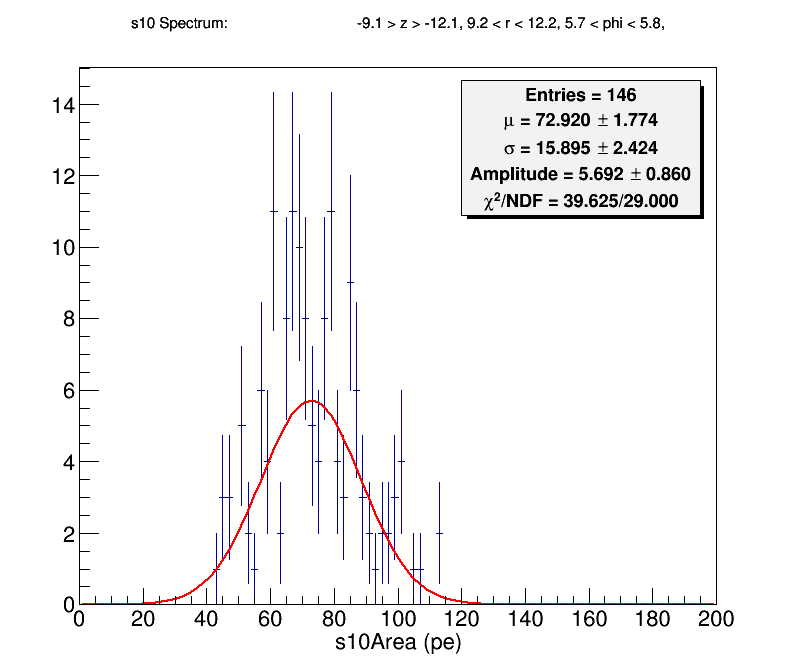 s10 Spectrum: -9.1 > z > -12.1, 9.2 < r < 12.2, 5.7 < phi < 5.8,
Entries = 146
μ = 72.920 ± 1.774
σ = 15.895 ± 2.424
Amplitude = 5.692 ± 0.860
χ²/NDF = 39.625/29.000
14
12
10
8
6
4
2
0
0 20 40 60 80 100 120 140 160 180 200
s10Area (pe)